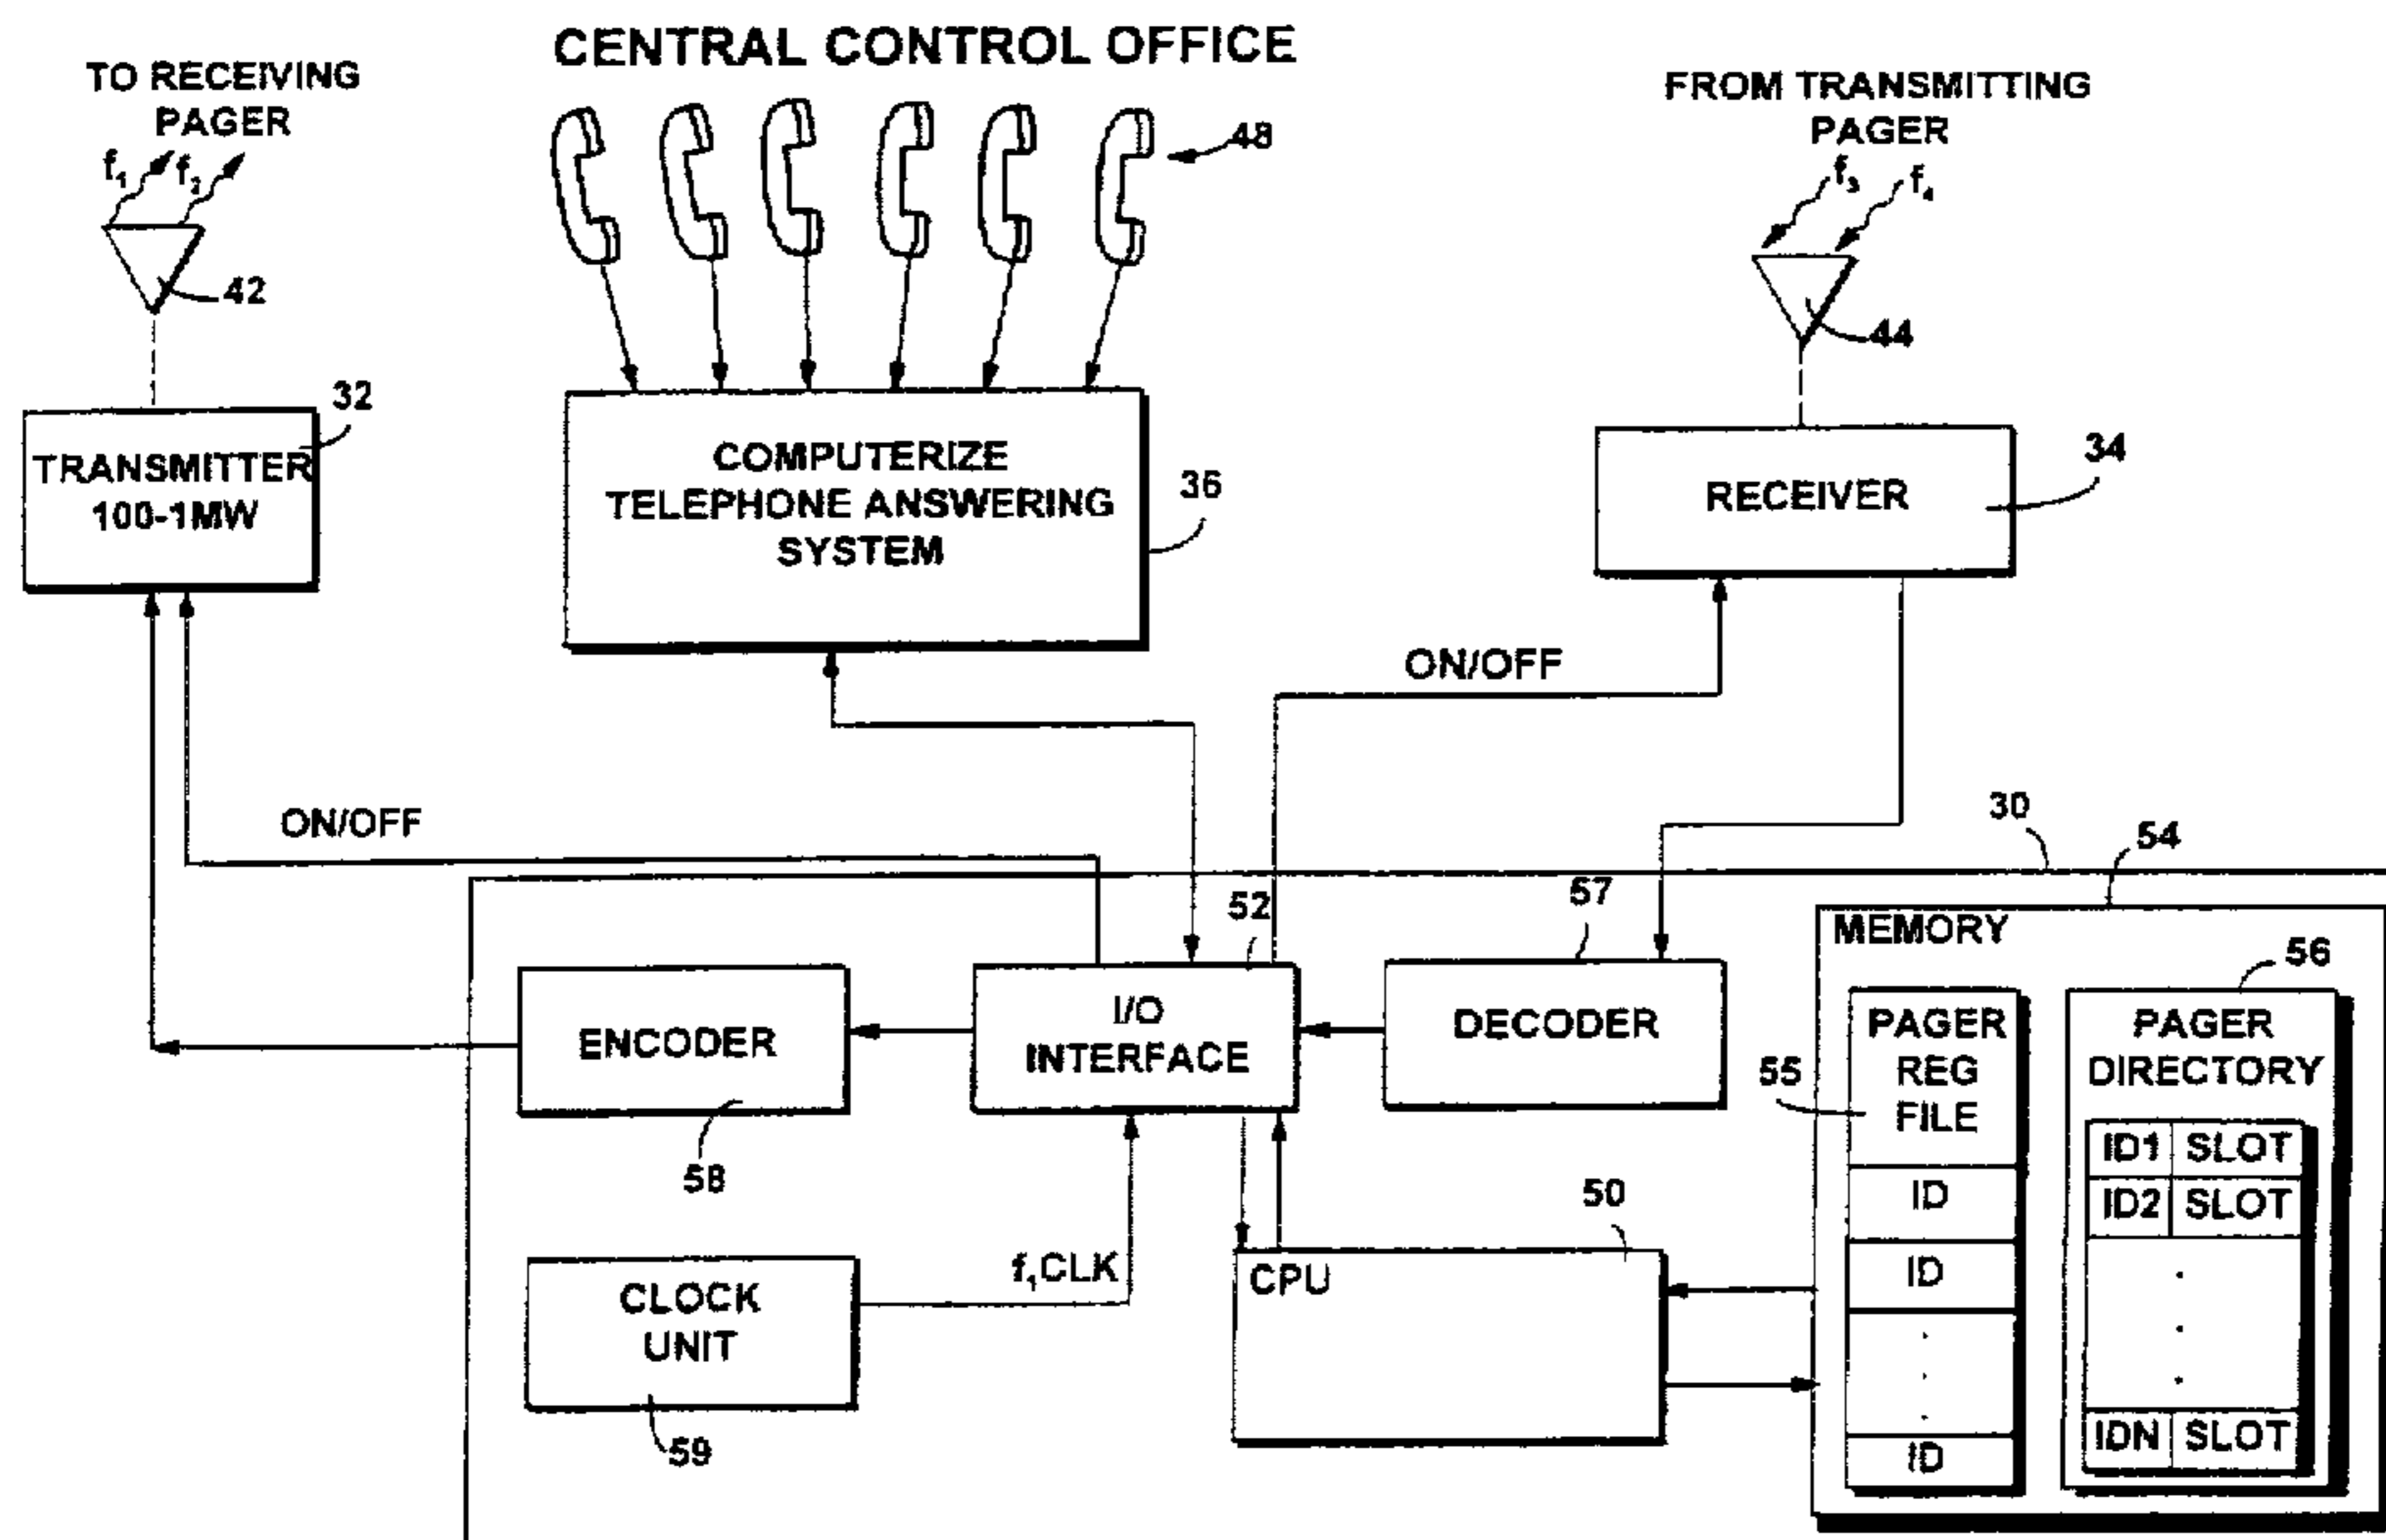 CENTRAL CONTROL OFFICE
TO RECEIVING
PAGER
f₁ f₂
42
48
FROM TRANSMITTING
PAGER
f₃ f₄
44
32
TRANSMITTER
100-1MW
COMPUTERIZE
TELEPHONE ANSWERING
SYSTEM
36
RECEIVER
34
ON/OFF
ON/OFF
30
54
52
57
ENCODER
58
I/O
INTERFACE
DECODER
MEMORY
55
PAGER
REG
FILE
ID
ID
.
.
.
ID
56
PAGER
DIRECTORY
ID1 SLOT
ID2 SLOT
.
.
.
IDN SLOT
CLOCK
UNIT
59
f₁CLK
CPU
50